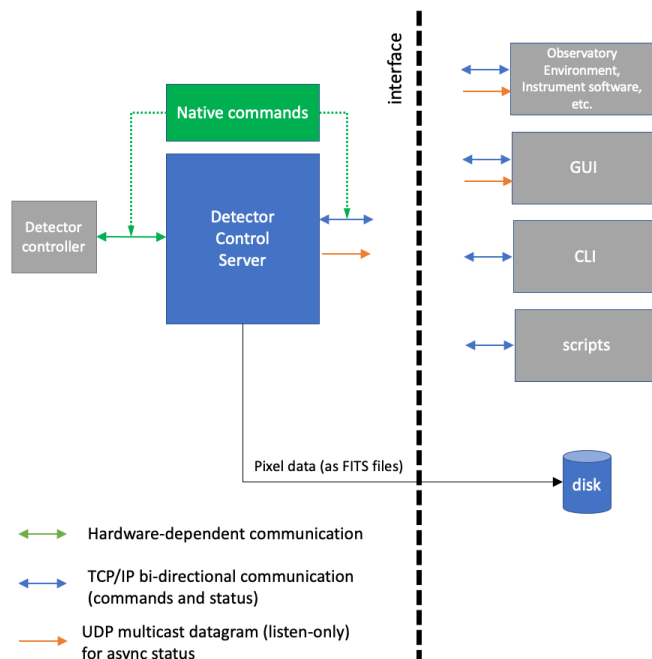 interface
Observatory
Environment,
Instrument software,
etc.
Native commands
GUI
Detector
Control
Server
Detector
controller
CLI
scripts
Pixel data (as FITS files)
disk
Hardware-dependent communication
TCP/IP bi-directional communication
(commands and status)
UDP multicast datagram (listen-only)
for async status